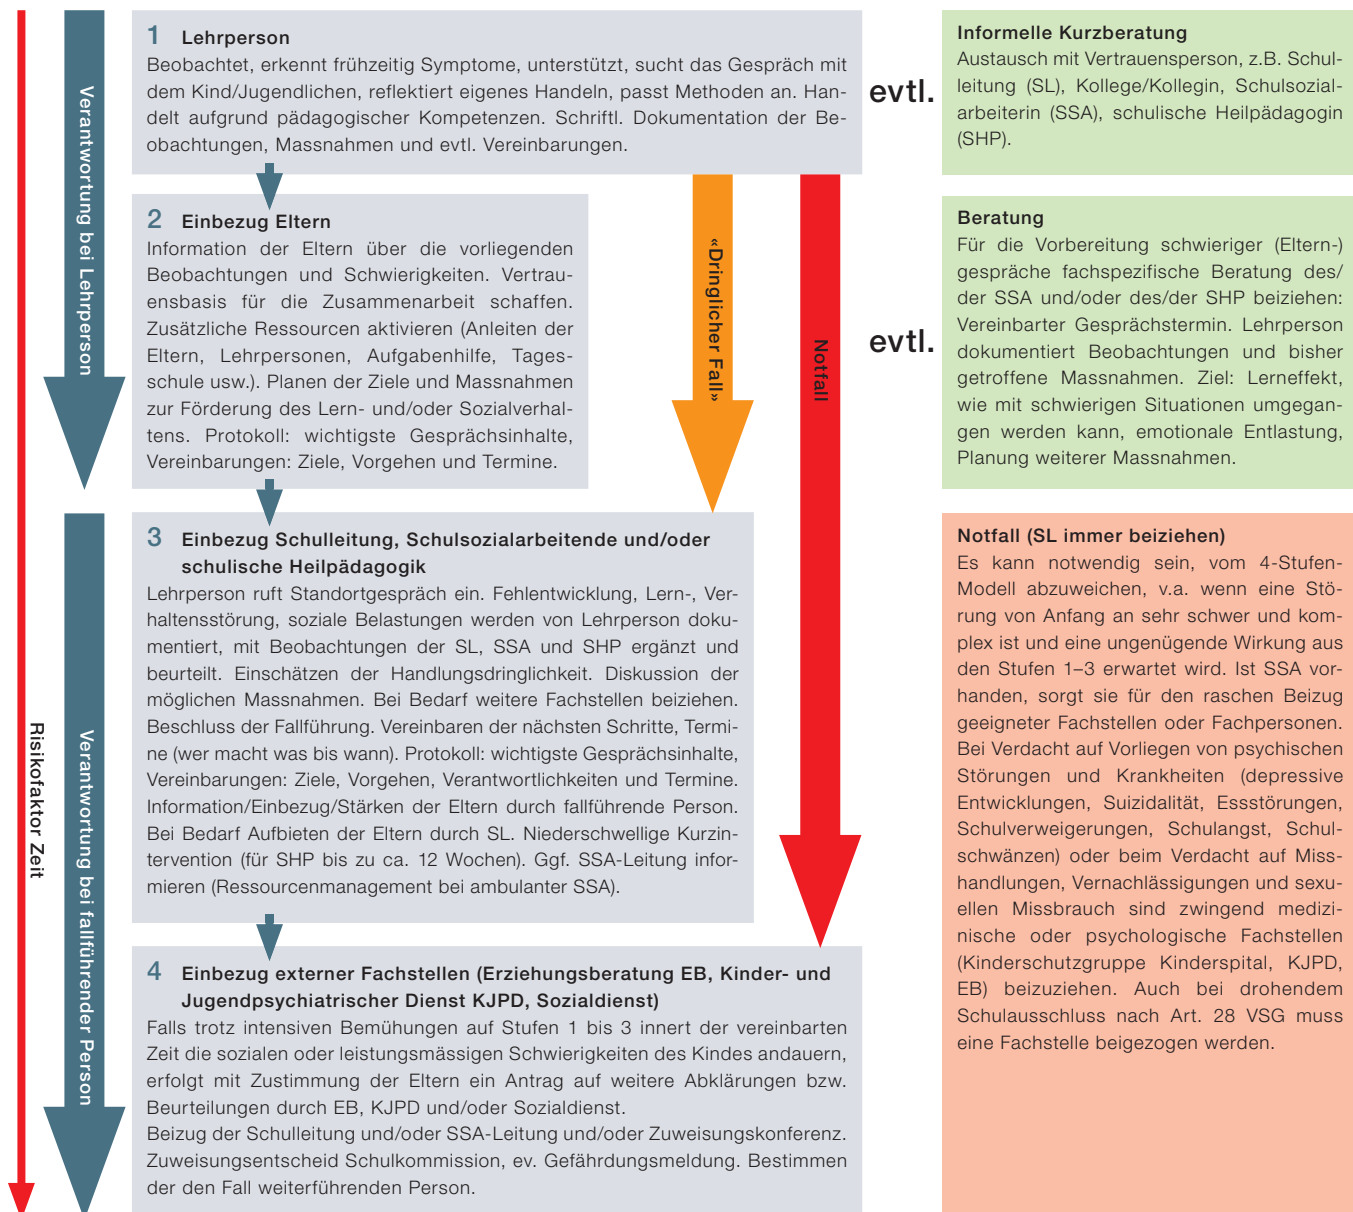 Risikofaktor Zeit
Verantwortung bei Lehrperson
1 Lehrperson
Beobachtet, erkennt frühzeitig Symptome, unterstützt, sucht das Gespräch mit
dem Kind/Jugendlichen, reflektiert eigenes Handeln, passt Methoden an. Han-
delt aufgrund pädagogischer Kompetenzen. Schriftl. Dokumentation der Be-
obachtungen, Massnahmen und evtl. Vereinbarungen.
evtl.
Informelle Kurzberatung
Austausch mit Vertrauensperson, z.B. Schul-
leitung (SL), Kollege/Kollegin, Schulsozial-
arbeiterin (SSA), schulische Heilpädagogin
(SHP).
2 Einbezug Eltern
Information der Eltern über die vorliegenden
Beobachtungen und Schwierigkeiten. Vertrau-
ensbasis für die Zusammenarbeit schaffen.
Zusätzliche Ressourcen aktivieren (Anleiten der
Eltern, Lehrpersonen, Aufgabenhilfe, Tages-
schule usw.). Planen der Ziele und Massnahmen
zur Förderung des Lern- und/oder Sozialverhal-
tens. Protokoll: wichtigste Gesprächsinhalte,
Vereinbarungen: Ziele, Vorgehen und Termine.
«Dringlicher Fall»
Notfall
evtl.
Beratung
Für die Vorbereitung schwieriger (Eltern-)
gespräche fachspezifische Beratung des/
der SSA und/oder des/der SHP beiziehen:
Vereinbarter Gesprächstermin. Lehrperson
dokumentiert Beobachtungen und bisher
getroffene Massnahmen. Ziel: Lerneffekt,
wie mit schwierigen Situationen umgegan-
gen werden kann, emotionale Entlastung,
Planung weiterer Massnahmen.
Verantwortung bei fallführender Person
3 Einbezug Schulleitung, Schulsozialarbeitende und/oder
schulische Heilpädagogik
Lehrperson ruft Standortgespräch ein. Fehlentwicklung, Lern-, Ver-
haltensstörung, soziale Belastungen werden von Lehrperson doku-
mentiert, mit Beobachtungen der SL, SSA und SHP ergänzt und
beurteilt. Einschätzen der Handlungsdringlichkeit. Diskussion der
möglichen Massnahmen. Bei Bedarf weitere Fachstellen beiziehen.
Beschluss der Fallführung. Vereinbaren der nächsten Schritte, Termi-
ne (wer macht was bis wann). Protokoll: wichtigste Gesprächsinhalte,
Vereinbarungen: Ziele, Vorgehen, Verantwortlichkeiten und Termine.
Information/Einbezug/Stärken der Eltern durch fallführende Person.
Bei Bedarf Aufbieten der Eltern durch SL. Niederschwellige Kurzin-
tervention (für SHP bis zu ca. 12 Wochen). Ggf. SSA-Leitung infor-
mieren (Ressourcenmanagement bei ambulanter SSA).
4 Einbezug externer Fachstellen (Erziehungsberatung EB, Kinder- und
Jugendpsychiatrischer Dienst KJPD, Sozialdienst)
Falls trotz intensiven Bemühungen auf Stufen 1 bis 3 innert der vereinbarten
Zeit die sozialen oder leistungsmässigen Schwierigkeiten des Kindes andauern,
erfolgt mit Zustimmung der Eltern ein Antrag auf weitere Abklärungen bzw.
Beurteilungen durch EB, KJPD und/oder Sozialdienst.
Beizug der Schulleitung und/oder SSA-Leitung und/oder Zuweisungskonferenz.
Zuweisungsentscheid Schulkommission, ev. Gefährdungsmeldung. Bestimmen
der den Fall weiterführenden Person.
Notfall (SL immer beiziehen)
Es kann notwendig sein, vom 4-Stufen-
Modell abzuweichen, v.a. wenn eine Stö-
rung von Anfang an sehr schwer und kom-
plex ist und eine ungenügende Wirkung aus
den Stufen 1–3 erwartet wird. Ist SSA vor-
handen, sorgt sie für den raschen Beizug
geeigneter Fachstellen oder Fachpersonen.
Bei Verdacht auf Vorliegen von psychischen
Störungen und Krankheiten (depressive
Entwicklungen, Suizidalität, Essstörungen,
Schulverweigerungen, Schulangst, Schul-
schwänzen) oder beim Verdacht auf Miss-
handlungen, Vernachlässigungen und sexu-
ellen Missbrauch sind zwingend medizi-
nische oder psychologische Fachstellen
(Kinderschutzgruppe Kinderspital, KJPD,
EB) beizuziehen. Auch bei drohendem
Schulausschluss nach Art. 28 VSG muss
eine Fachstelle beigezogen werden.